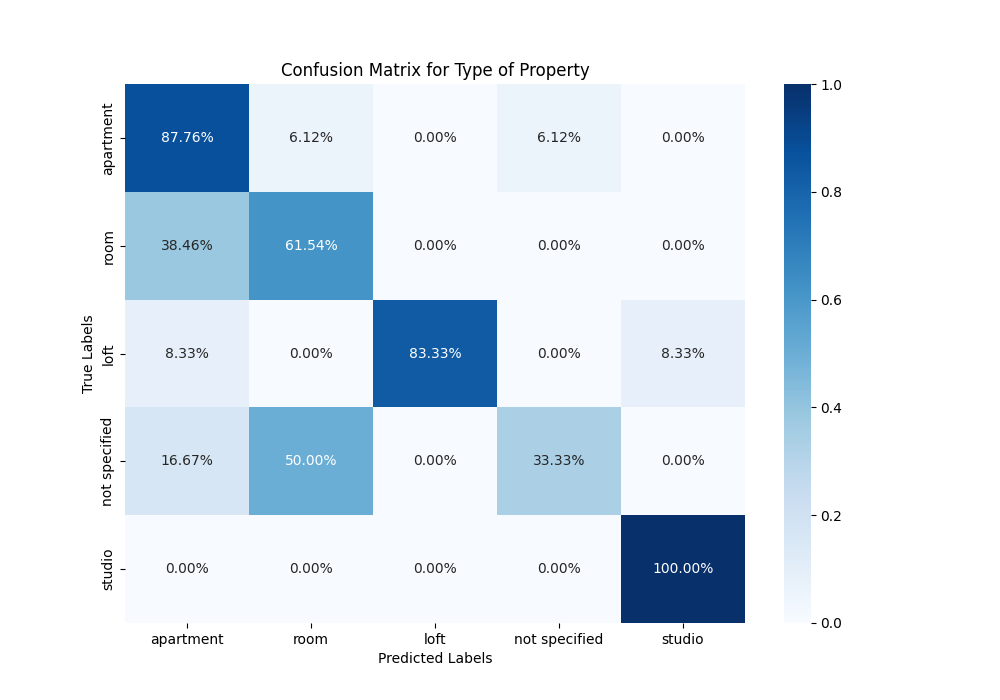 Confusion Matrix for Type of Property
True Labels
apartment 87.76% 6.12% 0.00% 6.12% 0.00%
room 38.46% 61.54% 0.00% 0.00% 0.00%
loft 8.33% 0.00% 83.33% 0.00% 8.33%
not specified 16.67% 50.00% 0.00% 33.33% 0.00%
studio 0.00% 0.00% 0.00% 0.00% 100.00%
apartment room loft not specified studio
Predicted Labels
1.0
0.8
0.6
0.4
0.2
0.0